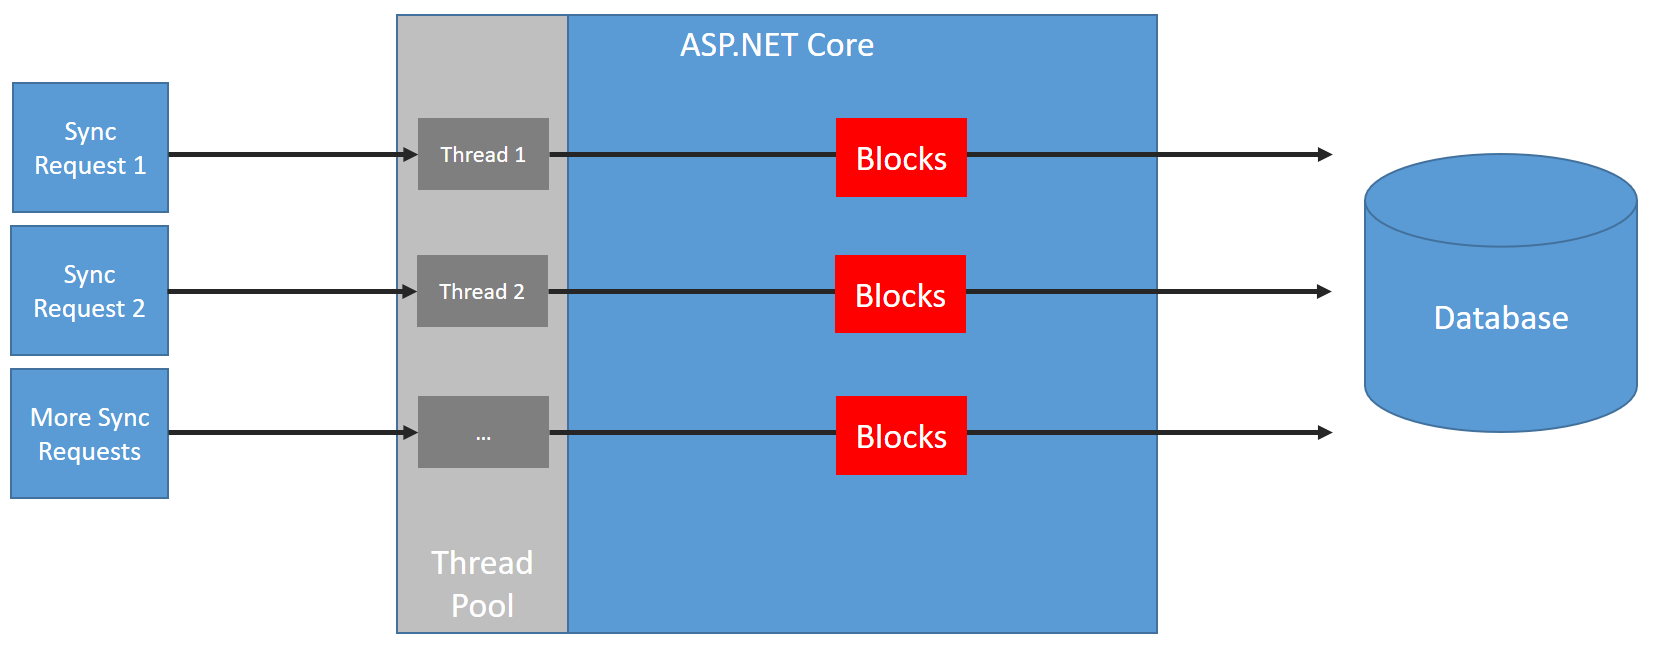 ASP.NET Core
Sync
Request 1
Thread 1
Blocks
Sync
Request 2
Thread 2
Blocks
Database
More Sync
Requests
...
Blocks
Thread
Pool